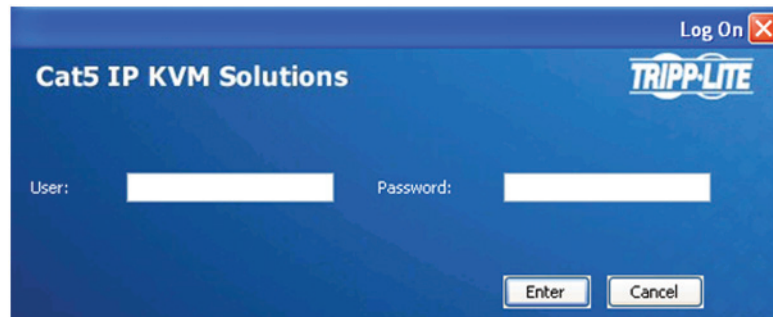 Log On
Cat5 IP KVM Solutions
TRIPP·LITE
User:
Password:
Enter
Cancel